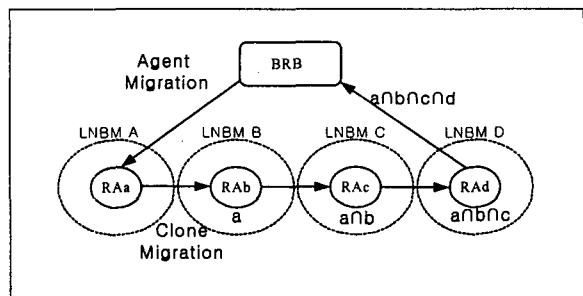 Agent
Migration
BRB
a∩b∩c∩d
LNBM A
LNBM B
LNBM C
LNBM D
RAa
RAb
RAc
RAd
a
a∩b
a∩b∩c
Clone
Migration